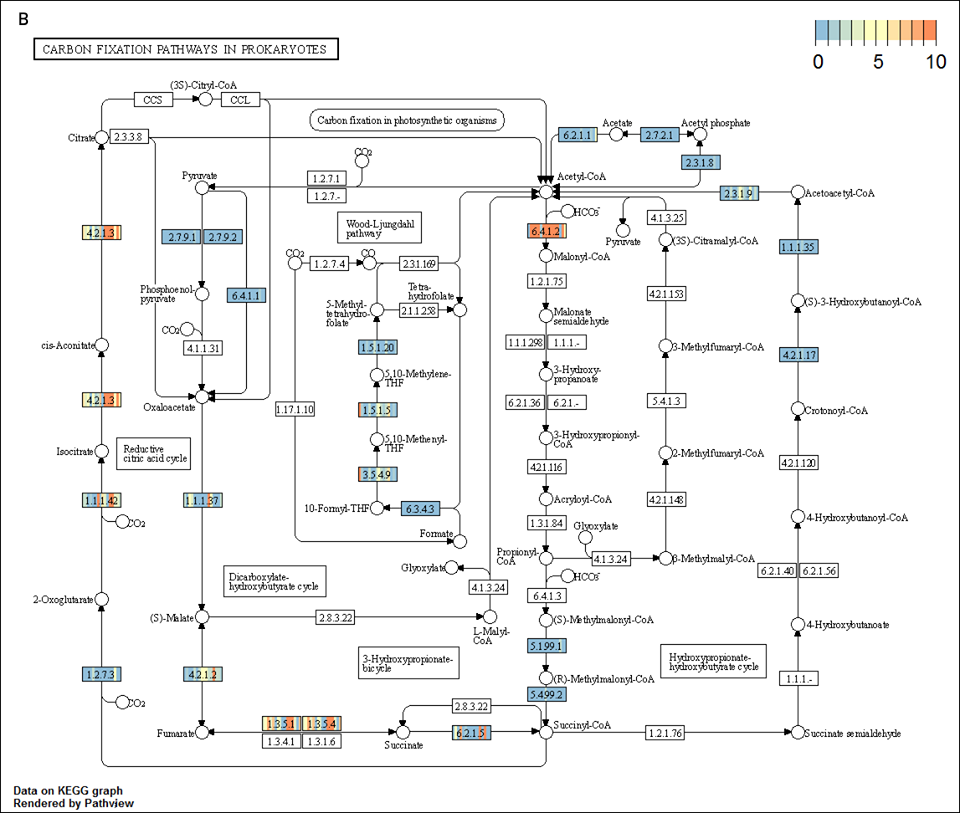 B
CARBON FIXATION PATHWAYS IN PROKARYOTES
0 5 10
(3S)-Citryl-CoA
CCS
CCL
Carbon fixation in photosynthetic organisms
Citrate
2.3.3.8
Acetate
Acetyl phosphate
6.2.1.1
2.7.2.1
2.3.1.8
CO2
1.2.7.1
1.2.7.-
Pyruvate
Acetyl-CoA
2.3.1.9
Acetoacetyl-CoA
4.2.1.3
2.7.9.1
2.7.9.2
Wood-Ljungdahl
pathway
HCO3-
6.4.1.2
Pyruvate
4.1.3.25
(3S)-Citramalyl-CoA
1.1.1.35
CO2
1.2.7.4
CO
2.3.1.169
Malonyl-CoA
Phosphoenol-
pyruvate
6.4.1.1
5-Methyl-
tetrahydro-
folate
Tetra-
hydrofolate
2.1.1.258
1.2.1.75
4.2.1.153
(S)-3-Hydroxybutanoyl-CoA
Malonate
semialdehyde
CO2
4.1.1.31
cis-Aconitate
1.5.1.20
1.1.1.298
1.1.1.-
3-Methylfumaryl-CoA
4.2.1.17
5,10-Methylene-
THF
3-Hydroxy-
propanoate
4.2.1.3
Oxaloacetate
1.17.1.10
1.5.1.5
6.2.1.36
6.2.1.-
5.4.1.3
Crotonoyl-CoA
Isocitrate
Reductive
citric acid cycle
5,10-Methenyl-
THF
3-Hydroxypropionyl-
CoA
2-Methylfumaryl-CoA
3.5.4.9
4.2.1.116
4.2.1.120
1.1.1.42
1.1.1.37
10-Formyl-THF
6.3.4.3
Acryloyl-CoA
4.2.1.148
CO2
Formate
1.3.1.84
Glyoxylate
4-Hydroxybutanoyl-CoA
Propionyl-
CoA
4.1.3.24
β-Methylmalyl-CoA
Glyoxylate
HCO3-
6.2.1.40
6.2.1.56
Dicarboxylate-
hydroxybutyrate cycle
4.1.3.24
6.4.1.3
2-Oxoglutarate
(S)-Malate
2.8.3.22
L-Malyl-
CoA
(S)-Methylmalonyl-CoA
4-Hydroxybutanoate
5.1.99.1
3-Hydroxypropionate-
bicycle
Hydroxypropionate-
hydroxybutyrate cycle
1.2.7.3
4.2.1.2
(R)-Methylmalonyl-CoA
1.1.1.-
5.4.99.2
CO2
2.8.3.22
1.3.5.1
1.3.5.4
Fumarate
1.3.4.1
1.3.1.6
Succinate
6.2.1.5
Succinyl-CoA
1.2.1.76
Succinate semialdehyde
Data on KEGG graph
Rendered by Pathview